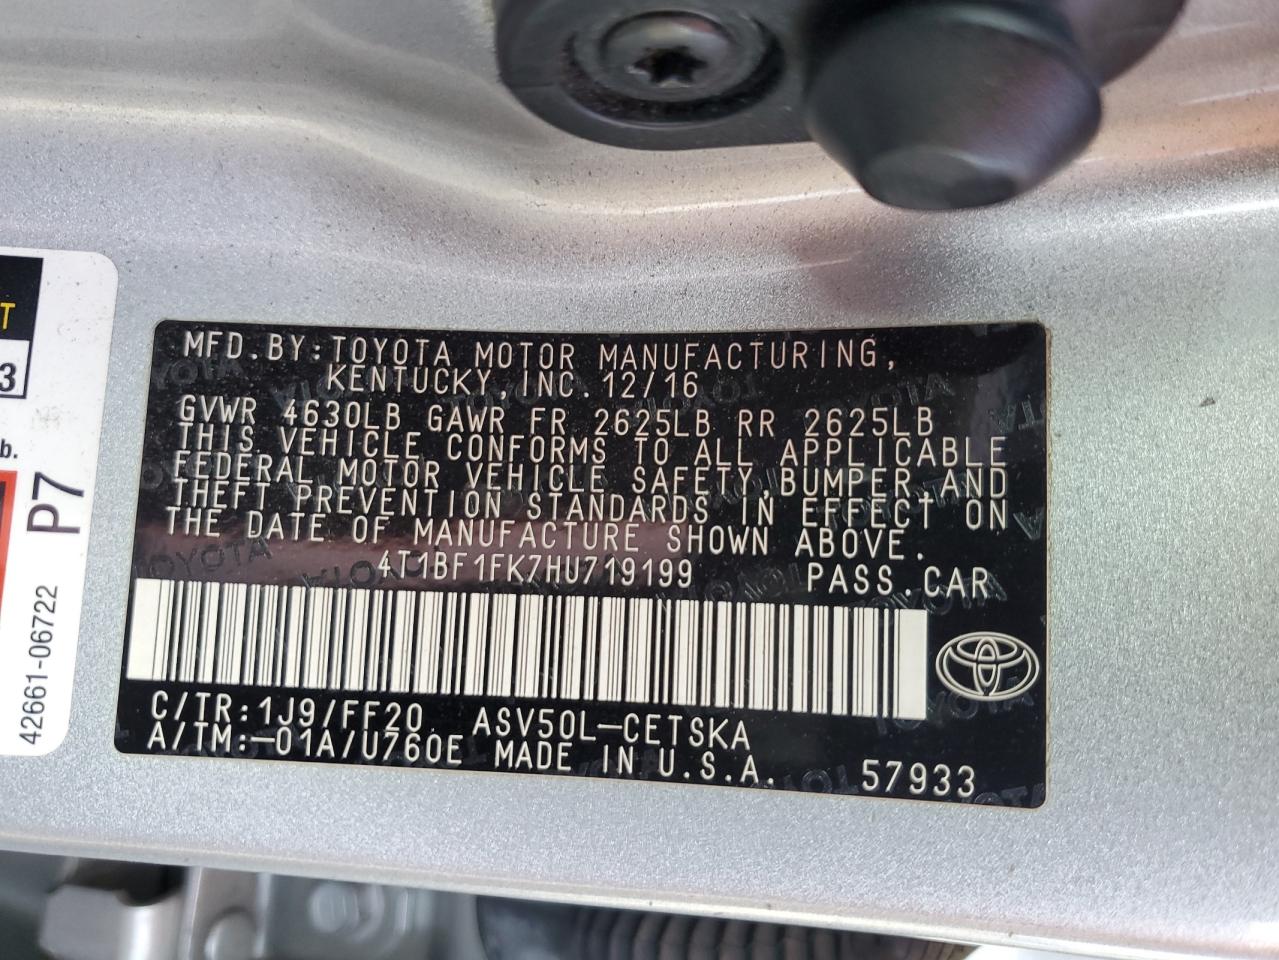 MFD.BY:TOYOTA MOTOR MANUFACTURING,
KENTUCKY,INC.12/16
GVWR 4630LB GAWR FR 2625LB RR 2625LB
THIS VEHICLE CONFORMS TO ALL APPLICABLE
FEDERAL MOTOR VEHICLE SAFETY,BUMPER,AND
THEFT PREVENTION STANDARDS IN EFFECT ON
THE DATE OF MANUFACTURE SHOWN ABOVE.
4T1BF1FK7HU719199 PASS.CAR
C/TR:1J9/FF20 ASV50L-CETSKA
A/TM:-01A/U760E MADE IN U.S.A. 57933
T
3
b.
P7
42661-06722